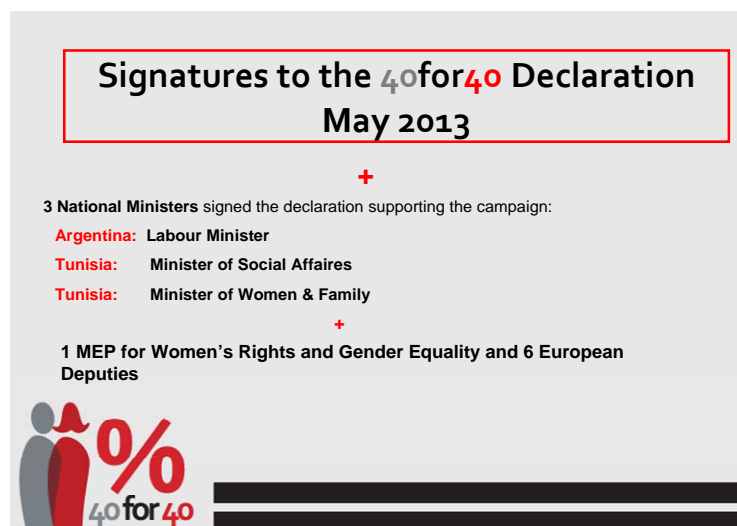 Signatures to the 40for40 Declaration
May 2013
+
3 National Ministers signed the declaration supporting the campaign:
Argentina: Labour Minister
Tunisia: Minister of Social Affaires
Tunisia: Minister of Women & Family
+
1 MEP for Women's Rights and Gender Equality and 6 European
Deputies
%
40 for 40